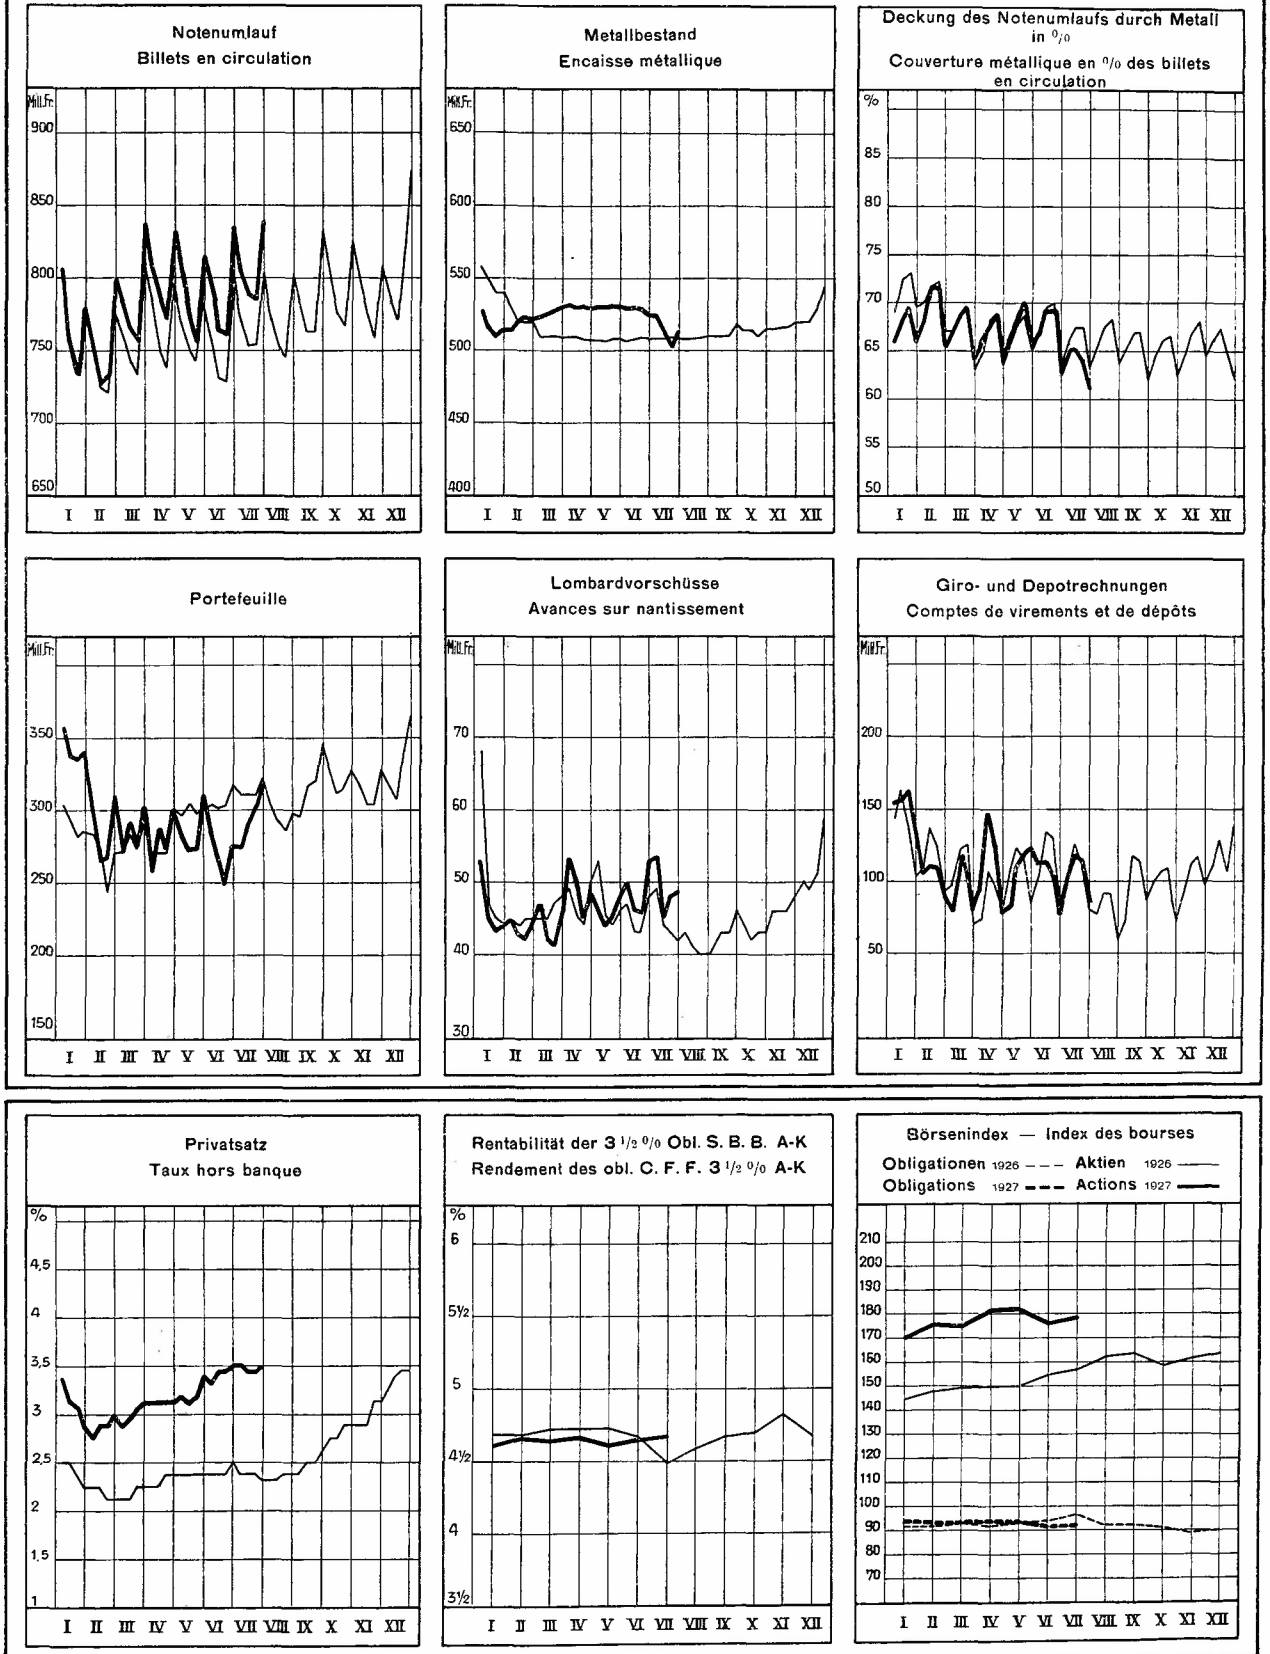 Notenumlauf
Billets en circulation
Mill.Fr.
900
850
800
750
700
650
I II III IV V VI VII VIII IX X XI XII
Metallbestand
Encaisse métallique
Mill.Fr.
650
600
550
500
450
400
I II III IV V VI VII VIII IX X XI XII
Deckung des Notenumlaufs durch Metall
in %
Couverture métallique en % des billets
en circulation
%
85
80
75
70
65
60
55
50
I II III IV V VI VII VIII IX X XI XII
Portefeuille
Mill.Fr.
350
300
250
200
150
I II III IV V VI VII VIII IX X XI XII
Lombardvorschüsse
Avances sur nantissement
Mill.Fr.
70
60
50
40
30
I II III IV V VI VII VIII IX X XI XII
Giro- und Depotrechnungen
Comptes de virements et de dépôts
Mill.Fr.
200
150
100
50
I II III IV V VI VII VIII IX X XI XII
Privatsatz
Taux hors banque
%
4,5
4
3,5
3
2,5
2
1,5
1
I II III IV V VI VII VIII IX X XI XII
Rentabilität der 3 1/2 % Obl. S. B. B. A-K
Rendement des obl. C. F. F. 3 1/2 % A-K
%
6
5 1/2
5
4 1/2
4
3 1/2
I II III IV V VI VII VIII IX X XI XII
Börsenindex — Index des bourses
Obligationen 1926 --- Aktien 1926 ——
Obligations 1927 --- Actions 1927 ——
210
200
190
180
170
160
150
140
130
120
110
100
90
80
70
I II III IV V VI VII VIII IX X XI XII